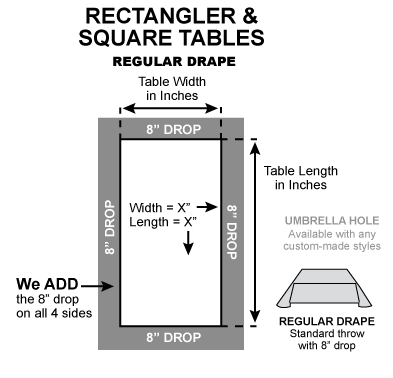 RECTANGLER &
SQUARE TABLES
REGULAR DRAPE
Table Width
in Inches
8” DROP
Table Length
in Inches
8” DROP
Width = X”
Length = X”
8” DROP
UMBRELLA HOLE
Available with any
custom-made styles
We ADD
the 8” drop
on all 4 sides
REGULAR DRAPE
Standard throw
with 8” drop
8” DROP